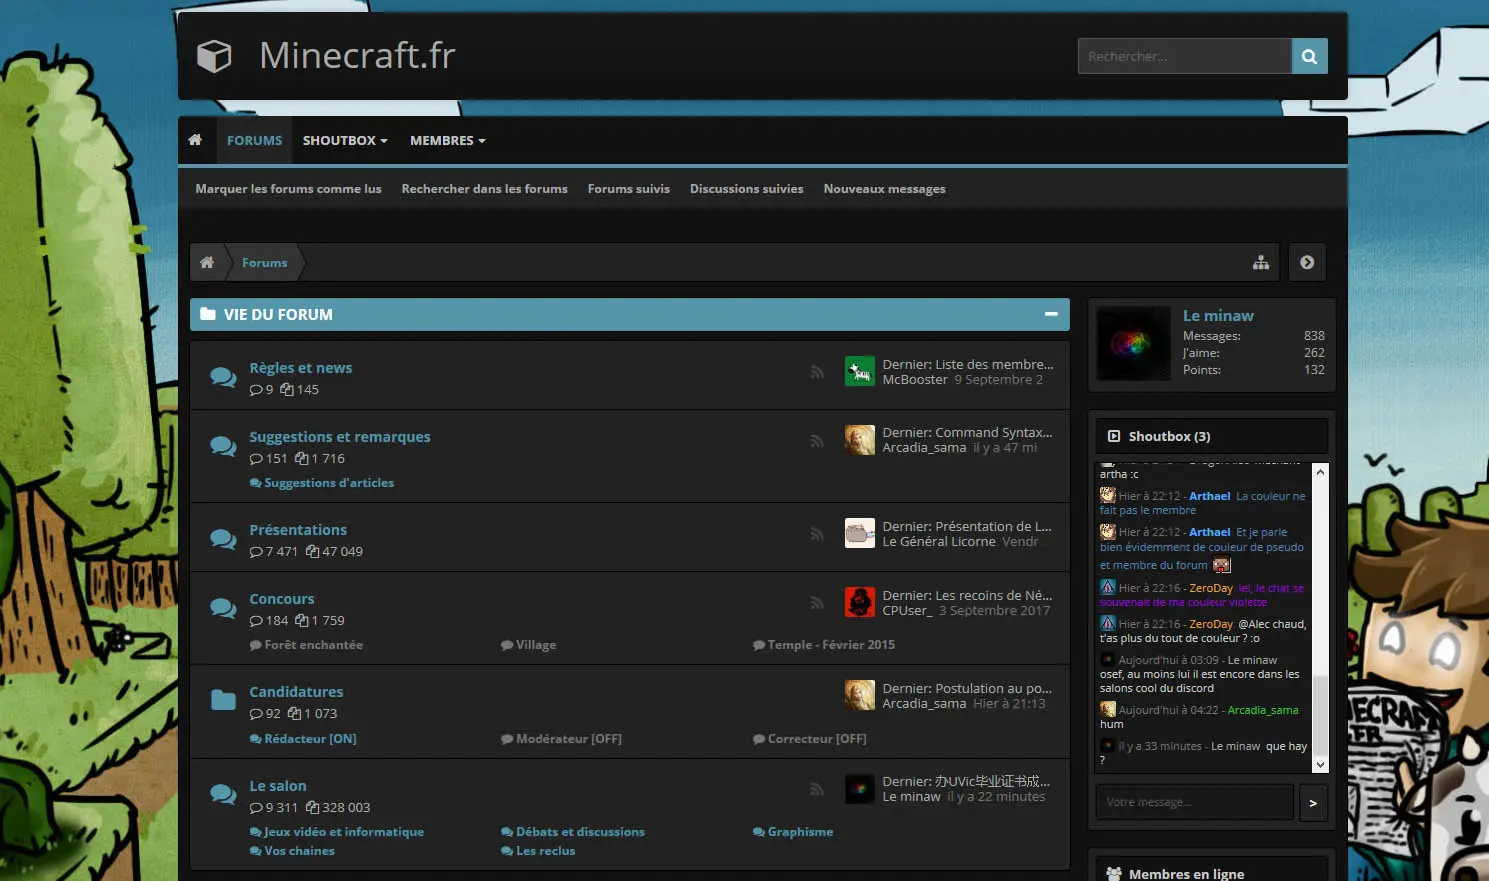 Minecraft.fr
Rechercher...
FORUMS SHOUTBOX MEMBRES
Marquer les forums comme lus Rechercher dans les forums Forums suivis Discussions suivies Nouveaux messages
Forums
VIE DU FORUM
Règles et news
9 145
Dernier: Liste des membre...
McBooster 9 Septembre 2
Suggestions et remarques
151 1 716
Suggestions d'articles
Dernier: Command Syntax...
Arcadia_sama il y a 47 mi
Présentations
7 471 47 049
Dernier: Présentation de L...
Le Général Licorne Vendr
Concours
184 1 759
Forêt enchantée Village Temple - Février 2015
Dernier: Les recoins de Né...
CPUser_ 3 Septembre 2017
Candidatures
92 1 073
Rédacteur [ON] Modérateur [OFF] Correcteur [OFF]
Dernier: Postulation au po...
Arcadia_sama Hier à 21:13
Le salon
9 311 328 003
Jeux vidéo et informatique Débats et discussions Graphisme
Vos chaines Les reclus
Dernier: 办UVic毕业证书成...
Le minaw il y a 22 minutes
Le minaw
Messages: 838
J'aime: 262
Points: 132
Shoutbox (3)
artha :c
Hier à 22:12 - Arthael La couleur ne
fait pas le membre
Hier à 22:12 - Arthael Et je parle
bien évidemment de couleur de pseudo
et membre du forum
Hier à 22:16 - ZeroDay lel, le chat se
souvenait de ma couleur violette
Hier à 22:16 - ZeroDay @Alec chaud,
t'as plus du tout de couleur ? :o
Aujourd'hui à 03:09 - Le minaw
osef, au moins lui il est encore dans les
salons cool du discord
Aujourd'hui à 04:22 - Arcadia_sama
hum
il y a 33 minutes - Le minaw que hay
?
Votre message...
>
Membres en ligne